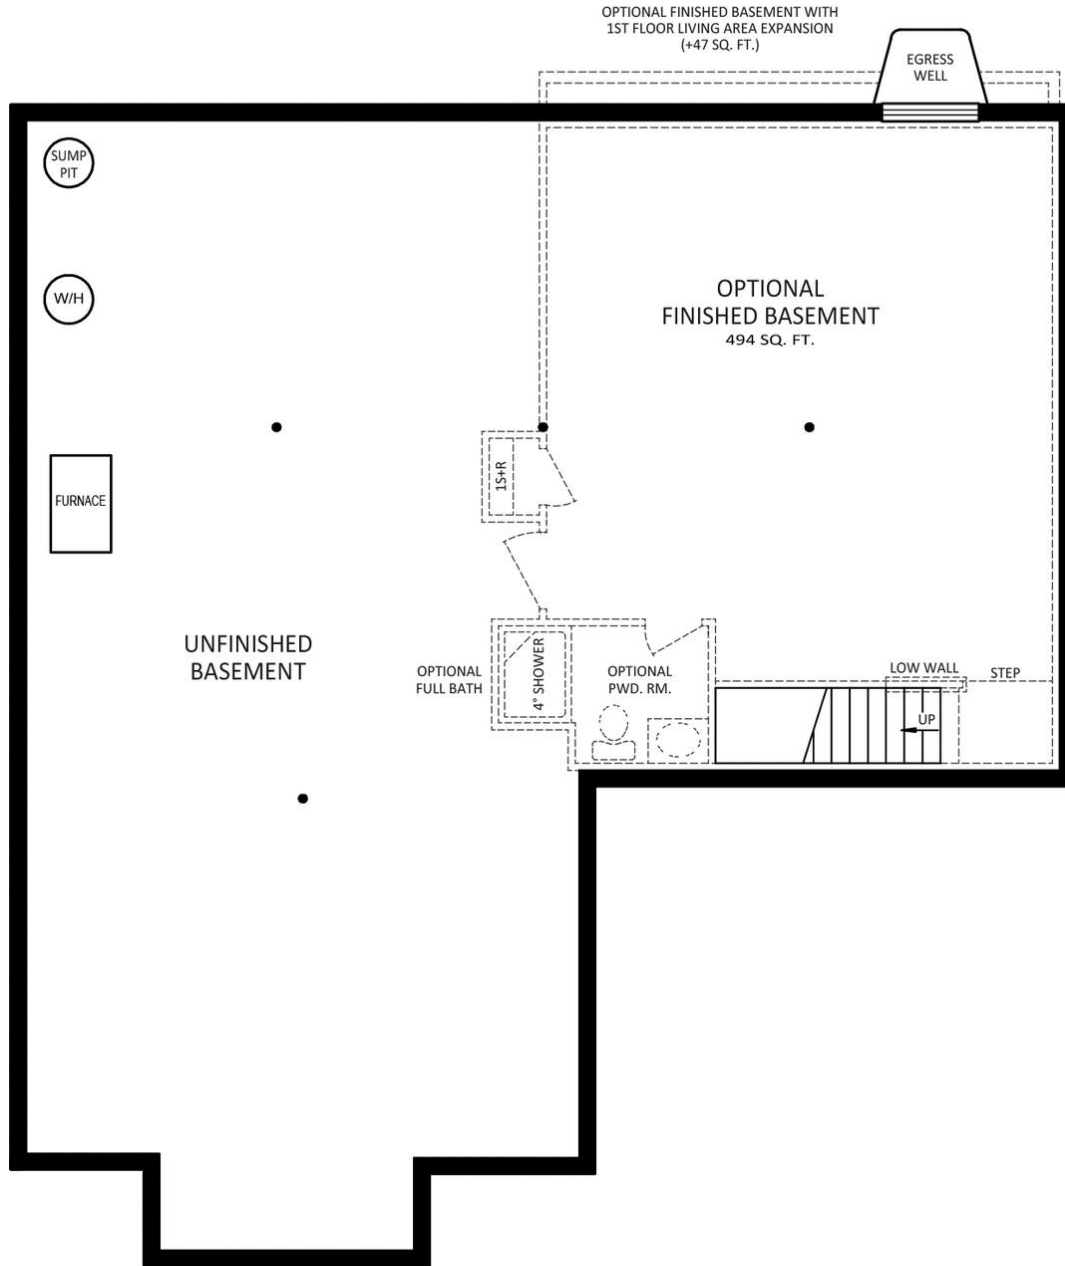 OPTIONAL FINISHED BASEMENT WITH
1ST FLOOR LIVING AREA EXPANSION
(+47 SQ. FT.)
EGRESS
WELL
SUMP
PIT
W/H
OPTIONAL
FINISHED BASEMENT
494 SQ. FT.
1S+R
FURNACE
UNFINISHED
BASEMENT
OPTIONAL
FULL BATH
4° SHOWER
OPTIONAL
PWD. RM.
LOW WALL
STEP
UP